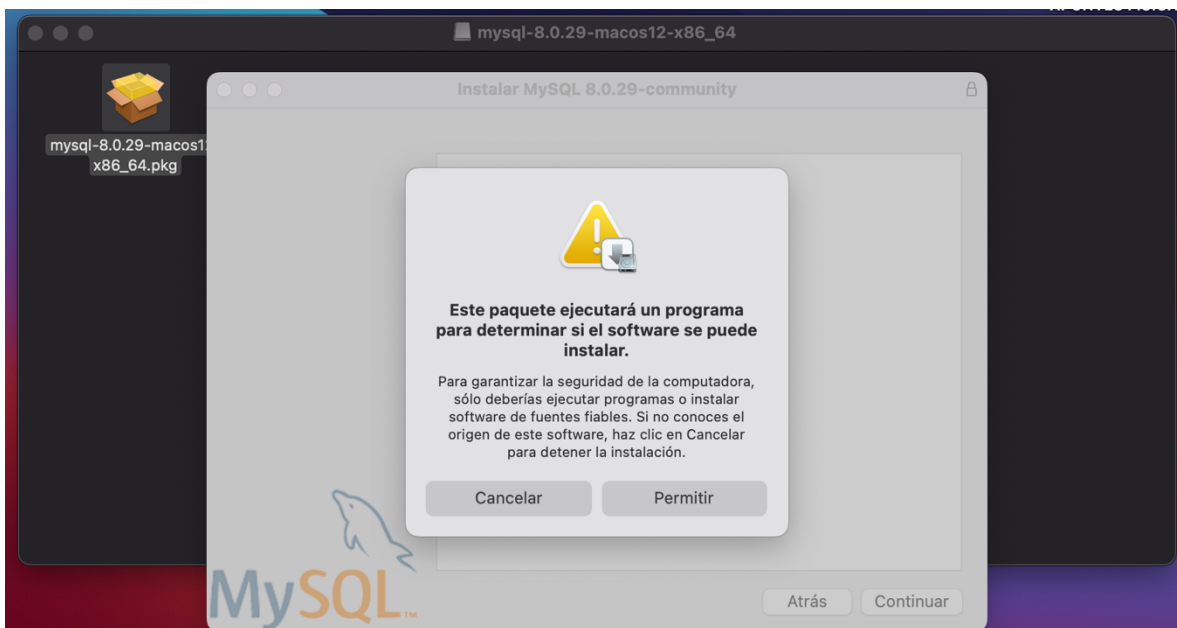 mysql-8.0.29-macos12-x86_64
Instalar MySQL 8.0.29-community
mysql-8.0.29-macos1
x86_64.pkg
Este paquete ejecutará un programa
para determinar si el software se puede
instalar.
Para garantizar la seguridad de la computadora,
sólo deberías ejecutar programas o instalar
software de fuentes fiables. Si no conoces el
origen de este software, haz clic en Cancelar
para detener la instalación.
Cancelar
Permitir
MySQL™
Atrás
Continuar